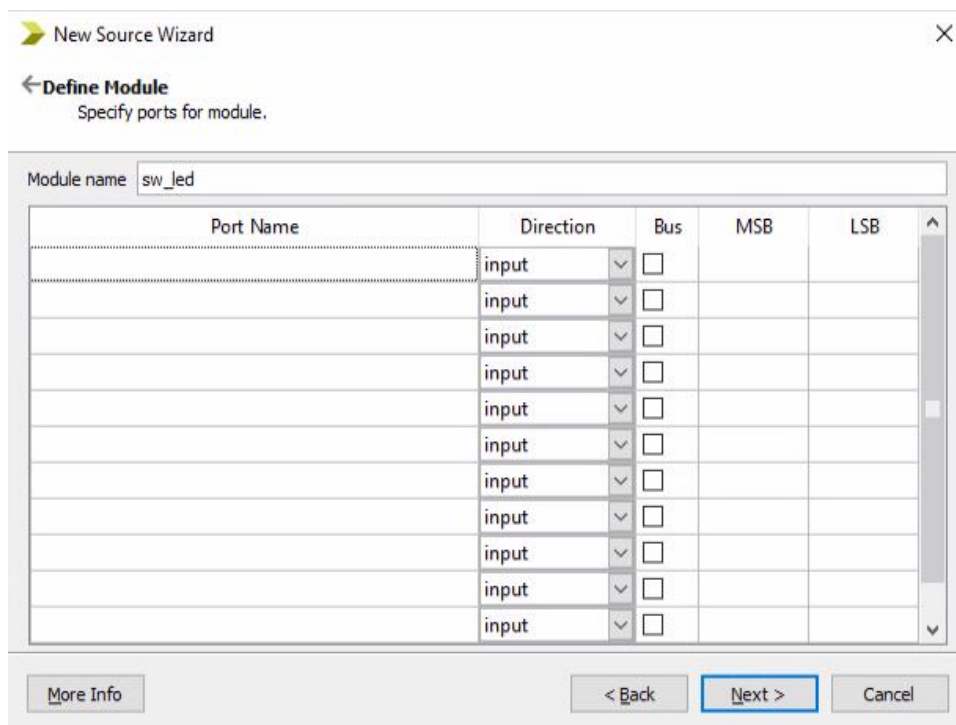 New Source Wizard
Define Module
Specify ports for module.
Module name sw_led
Port Name Direction Bus MSB LSB
input
input
input
input
input
input
input
input
input
input
input
More Info < Back Next > Cancel